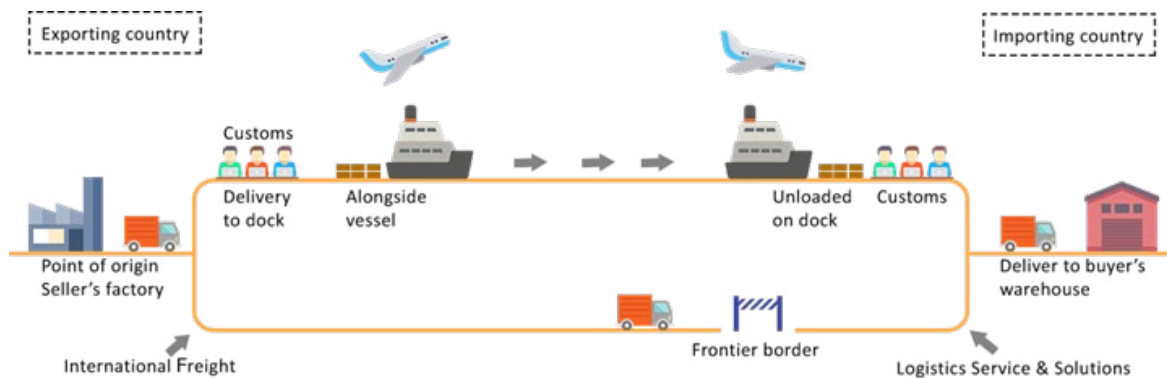 Exporting country
Importing country
Customs
Delivery
to dock
Alongside
vessel
Unloaded
on dock
Customs
Point of origin
Seller's factory
Deliver to buyer's
warehouse
Frontier border
International Freight
Logistics Service & Solutions